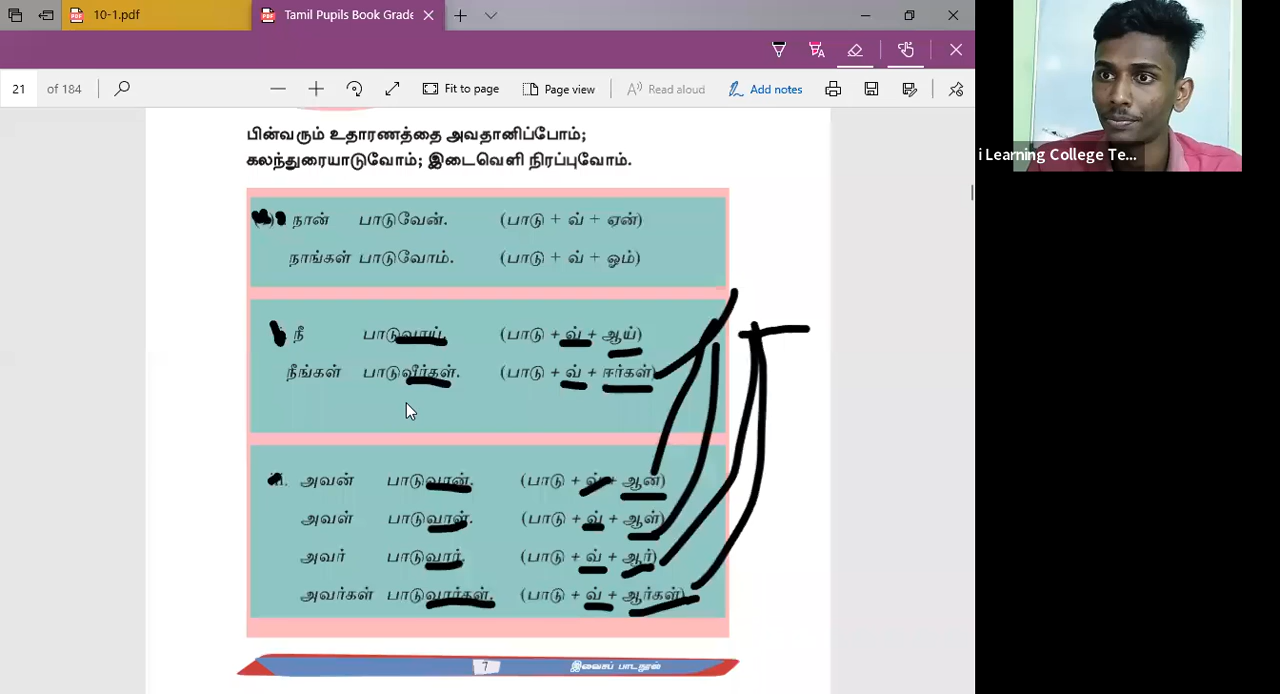 10-1.pdf
Tamil Pupils Book Grade
21 of 184
Fit to page
Page view
Read aloud
Add notes
i Learning College Te...
பின்வரும் உதாரணத்தை அவதானிப்போம்;
கலந்துரையாடுவோம்; இடைவெளி நிரப்புவோம்.
நான் பாடுவேன். (பாடு + வ் + ஏன்)
நாங்கள் பாடுவோம். (பாடு + வ் + ஓம்)
நீ பாடுவாய். (பாடு + வ் + ஆய்)
நீங்கள் பாடுவீர்கள். (பாடு + வ் + ஈர்கள்)
அவன் பாடுவான். (பாடு + வ் + ஆன்)
அவள் பாடுவாள். (பாடு + வ் + ஆள்)
அவர் பாடுவார். (பாடு + வ் + ஆர்)
அவர்கள் பாடுவார்கள். (பாடு + வ் + ஆர்கள்)
7
இலவசப் பாடநூல்